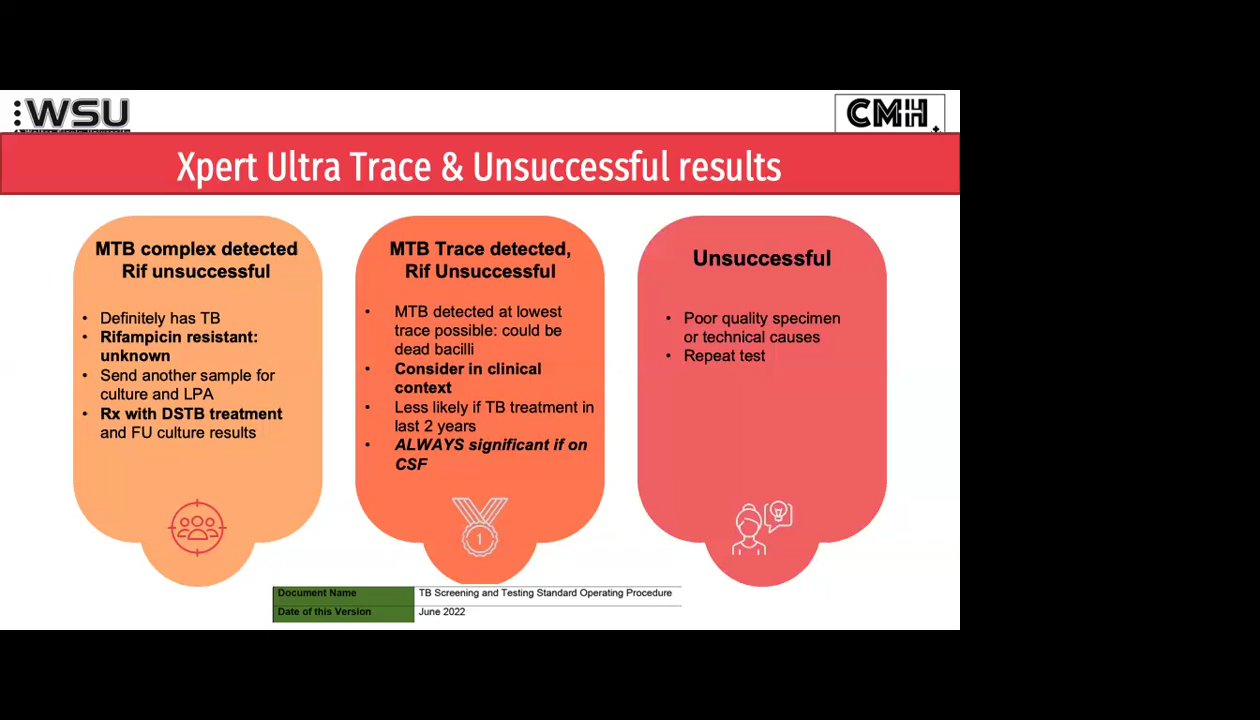 WSU
CMH
Xpert Ultra Trace & Unsuccessful results
MTB complex detected
Rif unsuccessful
• Definitely has TB
• Rifampicin resistant:
unknown
• Send another sample for
culture and LPA
• Rx with DSTB treatment
and FU culture results
MTB Trace detected,
Rif Unsuccessful
• MTB detected at lowest
trace possible: could be
dead bacilli
• Consider in clinical
context
• Less likely if TB treatment in
last 2 years
• ALWAYS significant if on
CSF
1
Unsuccessful
• Poor quality specimen
or technical causes
• Repeat test
Document Name TB Screening and Testing Standard Operating Procedure
Date of this Version June 2022